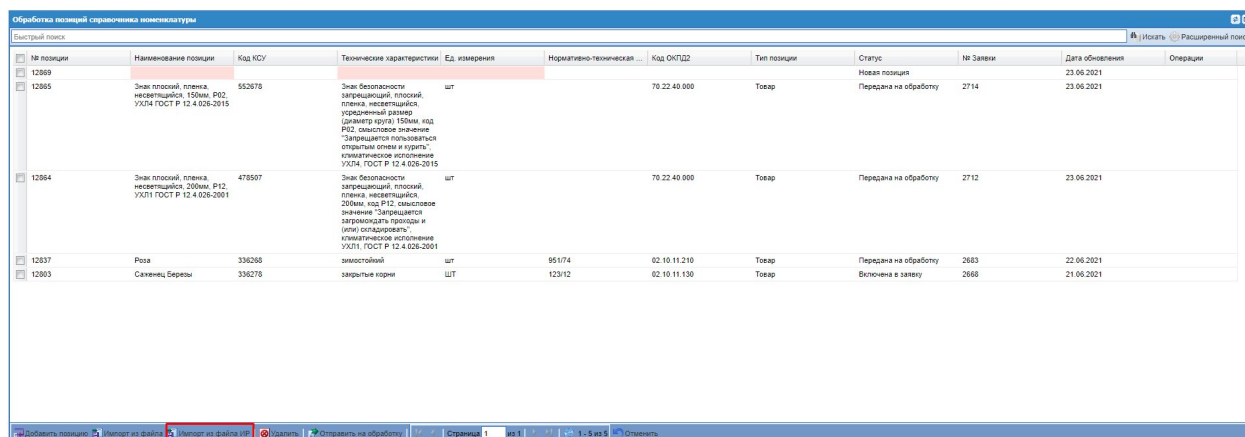 Обработка позиций справочника номенклатуры
Быстрый поиск
Искать Расширенный поис
№ позиции Наименование позиции Код КСУ Технические характеристики Ед. измерения Нормативно-техническая ... Код ОКПД2 Тип позиции Статус № Заявки Дата обновления Операции
12869 Новая позиция 23.06.2021
12865 Знак плоский, пленка, 552678 Знак безопасности шт 70.22.40.000 Товар Передана на обработку 2714 23.06.2021
несветящийся, 150мм, P02, запрещающий, плоский,
УХЛ4 ГОСТ Р 12.4.026-2015 пленка, несветящийся,
усредненный размер
(диаметр круга) 150мм, код
P02, смысловое значение
"Запрещается пользоваться
открытым огнем и курить",
климатическое исполнение
УХЛ4, ГОСТ Р 12.4.026-2015
12864 Знак плоский, пленка, 478507 Знак безопасности шт 70.22.40.000 Товар Передана на обработку 2712 23.06.2021
несветящийся, 200мм, P12, запрещающий, плоский,
УХЛ1 ГОСТ Р 12.4.026-2001 пленка, несветящийся,
200мм, код P12, смысловое
значение "Запрещается
загромождать проходы и
(или) складировать",
климатическое исполнение
УХЛ1, ГОСТ Р 12.4.026-2001
12837 Роза 336268 зимостойкий шт 951/74 02.10.11.210 Товар Передана на обработку 2683 22.06.2021
12803 Саженец Березы 336278 закрытые корни ШТ 123/12 02.10.11.130 Товар Включена в заявку 2668 21.06.2021
Добавить позицию Импорт из файла Импорт из файла ИР Удалить Отправить на обработку Страница 1 из 1 1 - 5 из 5 Отменить